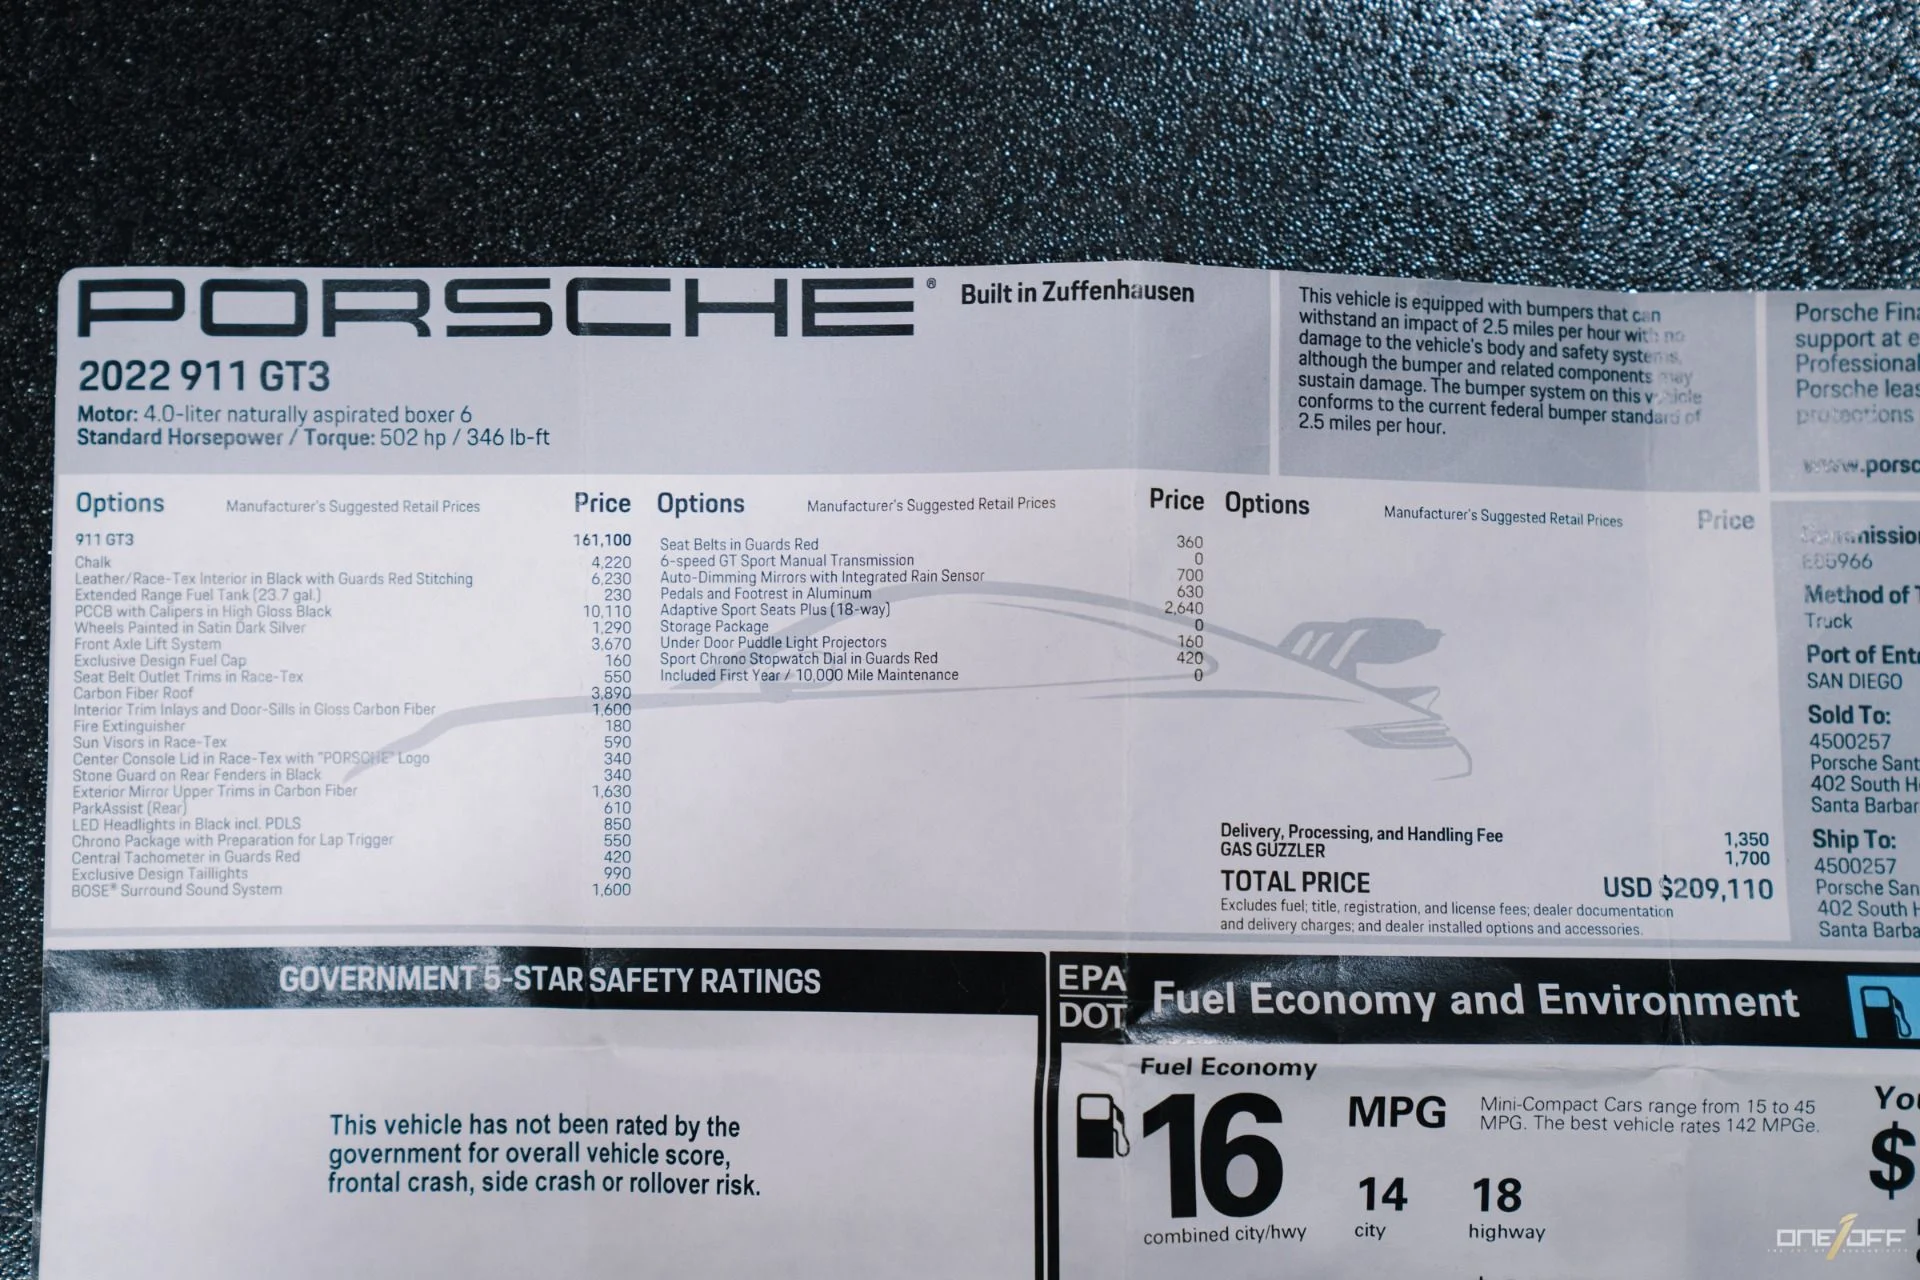 PORSCHE® Built in Zuffenhausen
2022 911 GT3
Motor: 4.0-liter naturally aspirated boxer 6
Standard Horsepower / Torque: 502 hp / 346 lb-ft
This vehicle is equipped with bumpers that can
withstand an impact of 2.5 miles per hour with no
damage to the vehicle's body and safety systems,
although the bumper and related components may
sustain damage. The bumper system on this vehicle
conforms to the current federal bumper standard of
2.5 miles per hour.
Porsche
support at
Professional
Porsche
protections
Options Manufacturer's Suggested Retail Prices Price
911 GT3 161,100
Chalk 4,220
Leather/Race-Tex Interior in Black with Guards Red Stitching 6,230
Extended Range Fuel Tank (23.7 gal.) 230
PCCB with Calipers in High Gloss Black 10,110
Wheels Painted in Satin Dark Silver 1,290
Front Axle Lift System 3,670
Exclusive Design Fuel Cap 160
Seat Belt Outlet Trims in Race-Tex 550
Carbon Fiber Roof 3,890
Interior Trim Inlays and Door-Sills in Gloss Carbon Fiber 1,600
Fire Extinguisher 180
Sun Visors in Race-Tex 590
Center Console Lid in Race-Tex with "PORSCHE" Logo 340
Stone Guard on Rear Fenders in Black 340
Exterior Mirror Upper Trims in Carbon Fiber 1,630
ParkAssist (Rear) 610
LED Headlights in Black incl. PDLS 850
Chrono Package with Preparation for Lap Trigger 550
Central Tachometer in Guards Red 420
Exclusive Design Taillights 990
BOSE® Surround Sound System 1,600
Options Manufacturer's Suggested Retail Prices Price
Seat Belts in Guards Red 360
6-speed GT Sport Manual Transmission 0
Auto-Dimming Mirrors with Integrated Rain Sensor 700
Pedals and Footrest in Aluminum 630
Adaptive Sport Seats Plus (18-way) 2,640
Storage Package 0
Under Door Puddle Light Projectors 160
Sport Chrono Stopwatch Dial in Guards Red 420
Included First Year / 10,000 Mile Maintenance 0
Options Manufacturer's Suggested Retail Prices Price
Delivery, Processing, and Handling Fee 1,350
GAS GUZZLER 1,700
TOTAL PRICE USD $209,110
Excludes fuel; title, registration, and license fees; dealer documentation
and delivery charges; and dealer installed options and accessories.
Method of
Truck
Port of
SAN DIEGO
Sold To:
4500257
Porsche
402 South
Santa
Ship To:
4500257
Porsche
402 South
Santa
GOVERNMENT 5-STAR SAFETY RATINGS
This vehicle has not been rated by the
government for overall vehicle score,
frontal crash, side crash or rollover risk.
EPA
DOT
Fuel Economy and Environment
Fuel Economy
16 MPG
combined city/hwy
14
city
18
highway
Mini-Compact Cars range from 15 to 45
MPG. The best vehicle rates 142 MPGe.
$
ONE/OFF